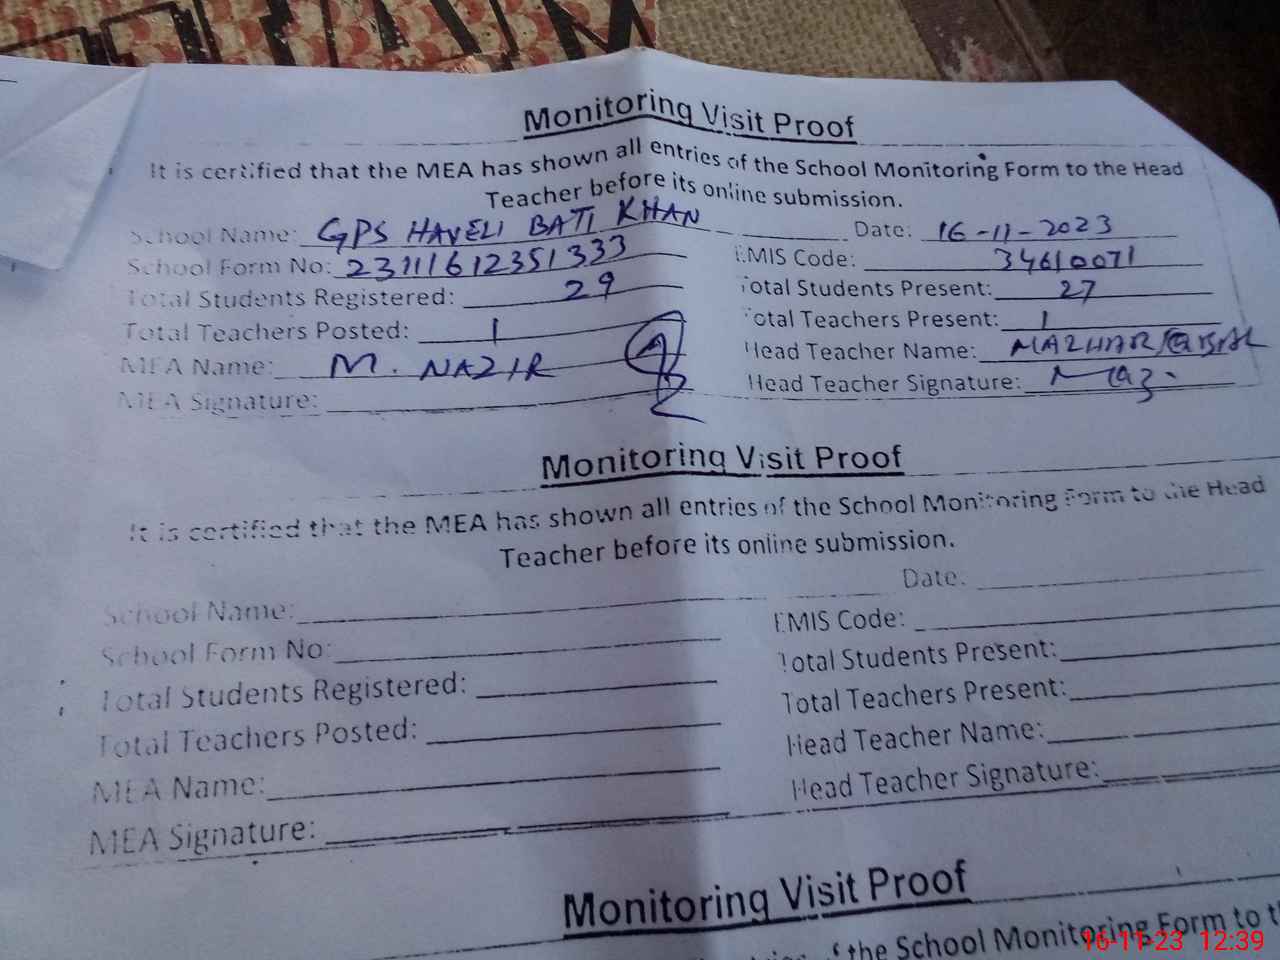 Monitoring Visit Proof
It is certified that the MEA has shown all entries of the School Monitoring Form to the Head
Teacher before its online submission.
School Name: GPS HAVELI BATI KHAN Date: 16-11-2023
School Form No: 23111612351333 EMIS Code: 34610071
Total Students Registered: 29 Total Students Present: 27
Total Teachers Posted: 1 Total Teachers Present: 1
MEA Name: M. NAZIR Head Teacher Name: MAZHAR
MEA Signature: Head Teacher Signature: Maz
Monitoring Visit Proof
It is certified that the MEA has shown all entries of the School Monitoring Form to the Head
Teacher before its online submission.
School Name: Date:
School Form No: EMIS Code:
Total Students Registered: Total Students Present:
Total Teachers Posted: Total Teachers Present:
MEA Name: Head Teacher Name:
MEA Signature: Head Teacher Signature:
Monitoring Visit Proof
the School Monitoring Form to
16-11-23 12:39